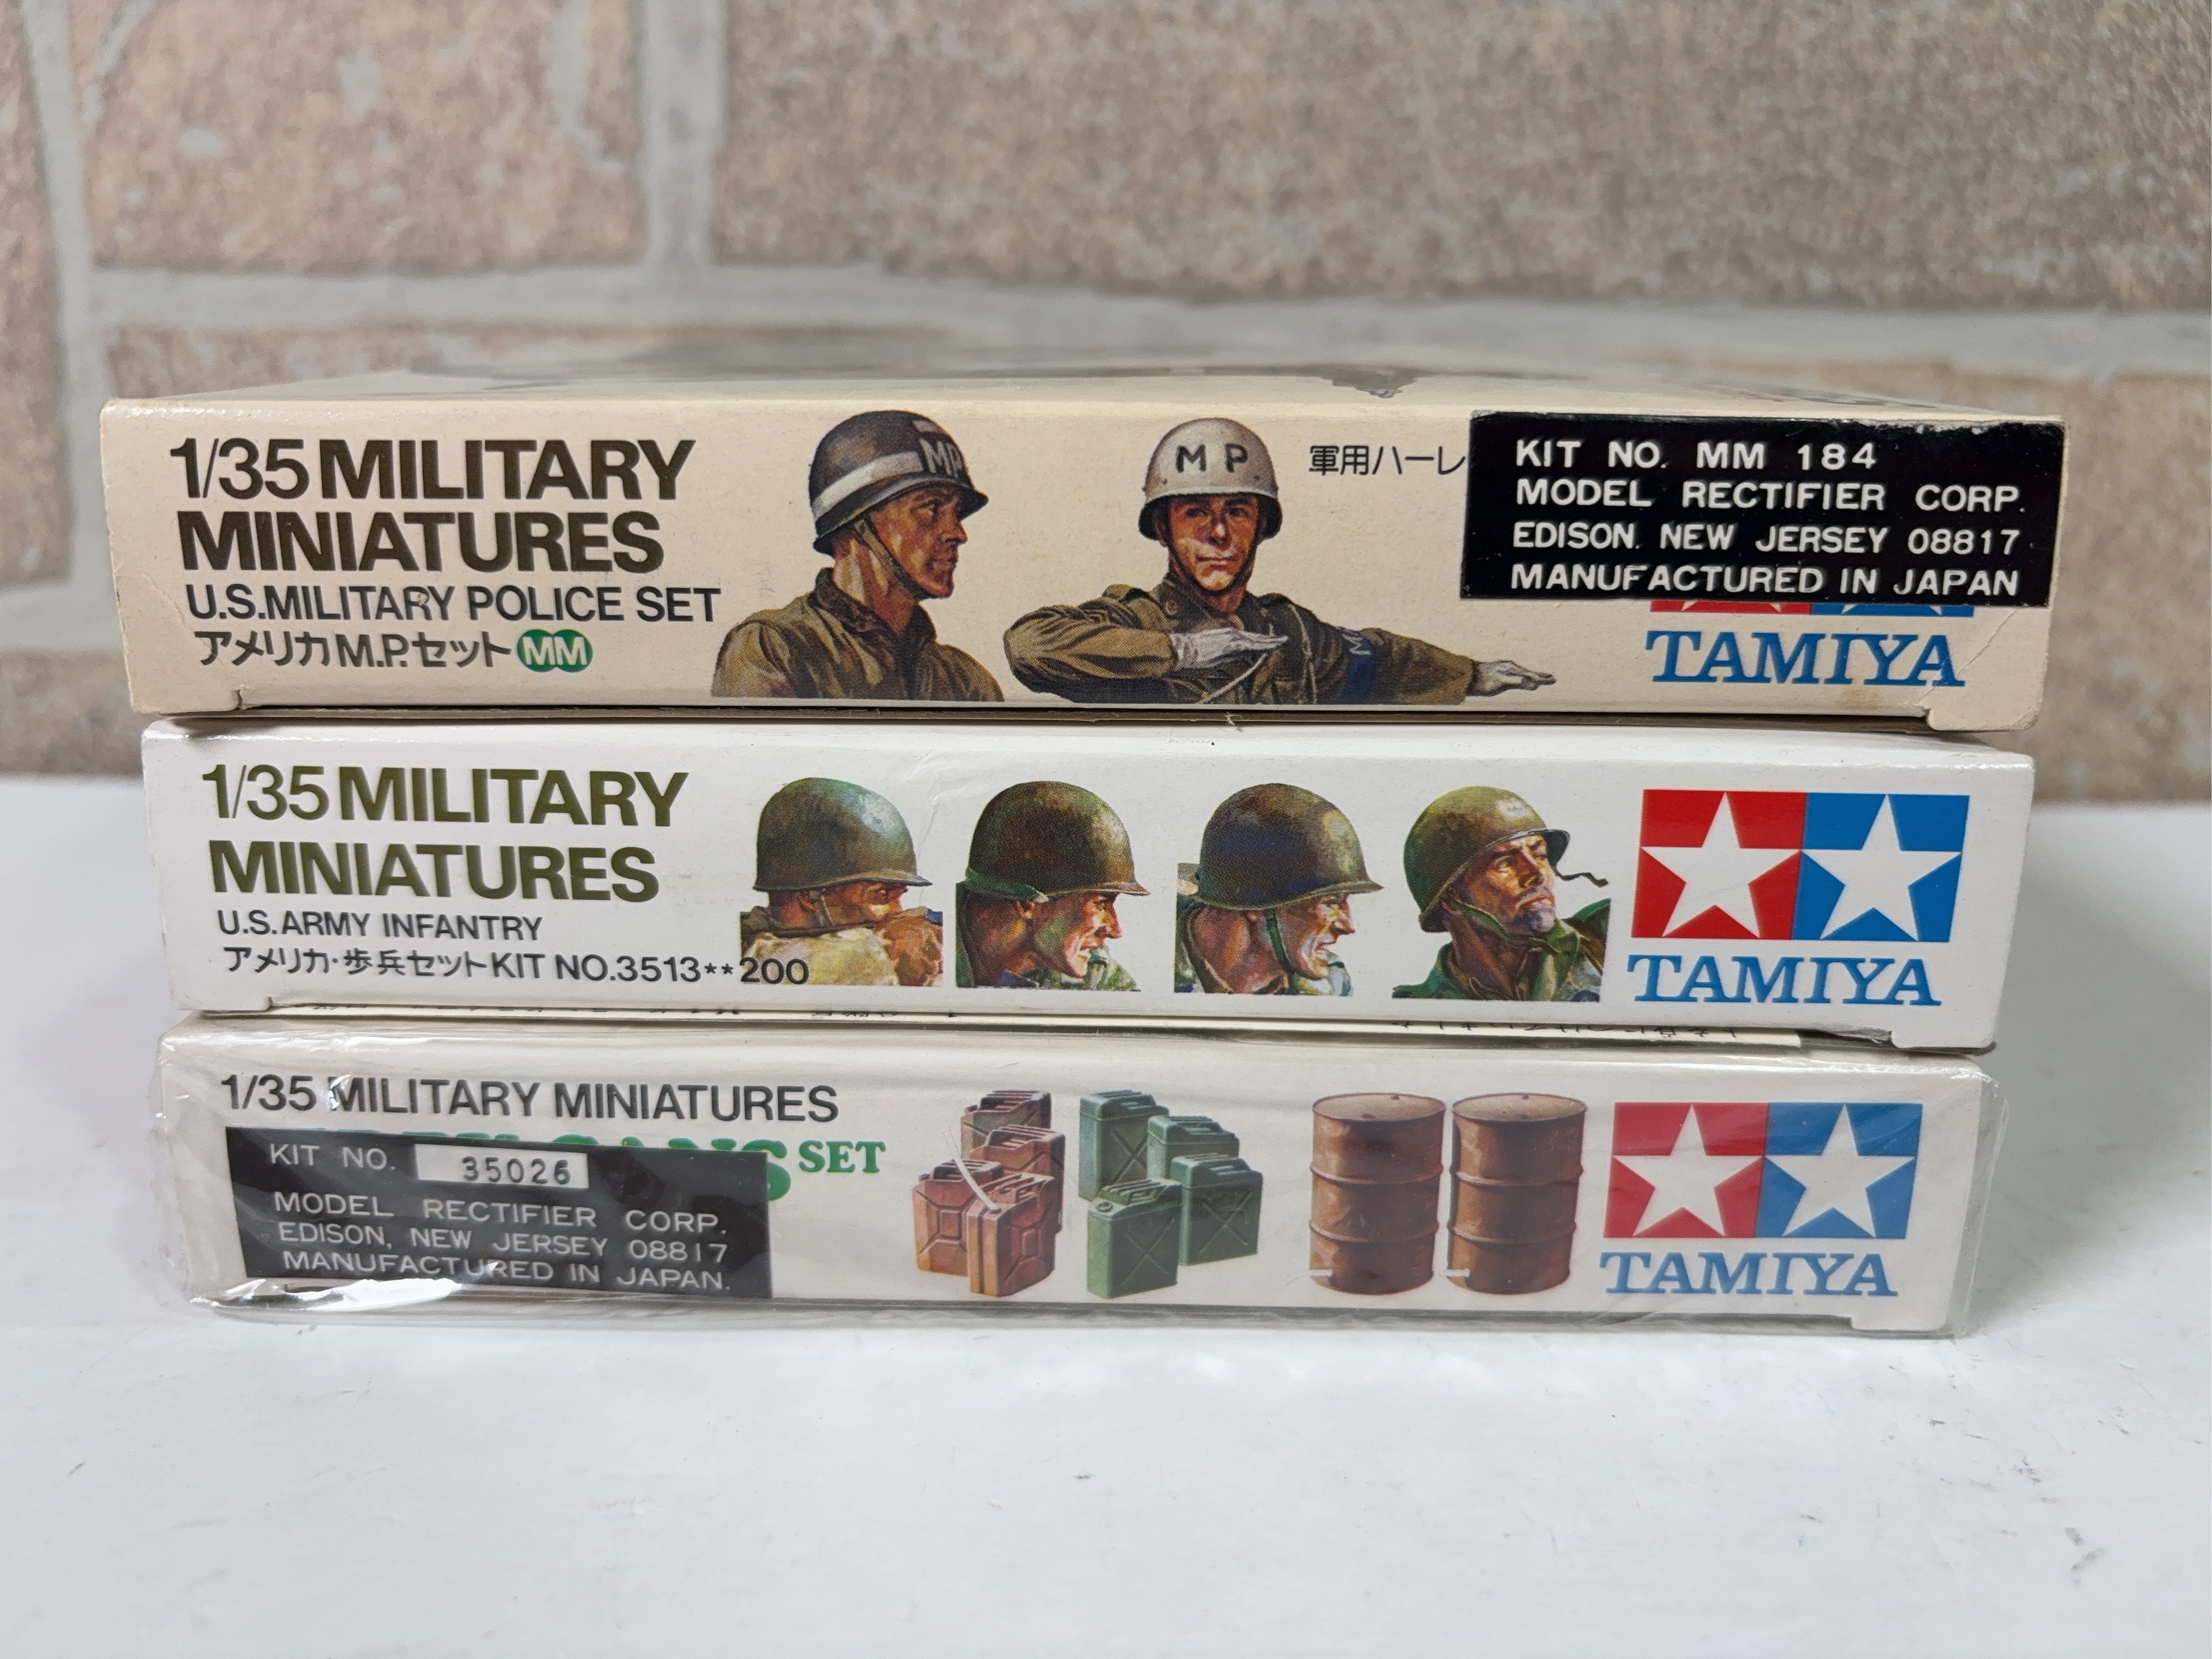 1/35 MILITARY
MINIATURES
U.S.MILITARY POLICE SET
アメリカM.P.セット MM
MP
M P
軍用ハーレ
KIT NO. MM 184
MODEL RECTIFIER CORP.
EDISON. NEW JERSEY 08817
MANUFACTURED IN JAPAN
TAMIYA
1/35 MILITARY
MINIATURES
U.S.ARMY INFANTRY
アメリカ・歩兵セットKIT NO.3513**200
TAMIYA
1/35 MILITARY MINIATURES
SET
KIT NO. 35026
MODEL RECTIFIER CORP.
EDISON, NEW JERSEY 08817
MANUFACTURED IN JAPAN.
TAMIYA